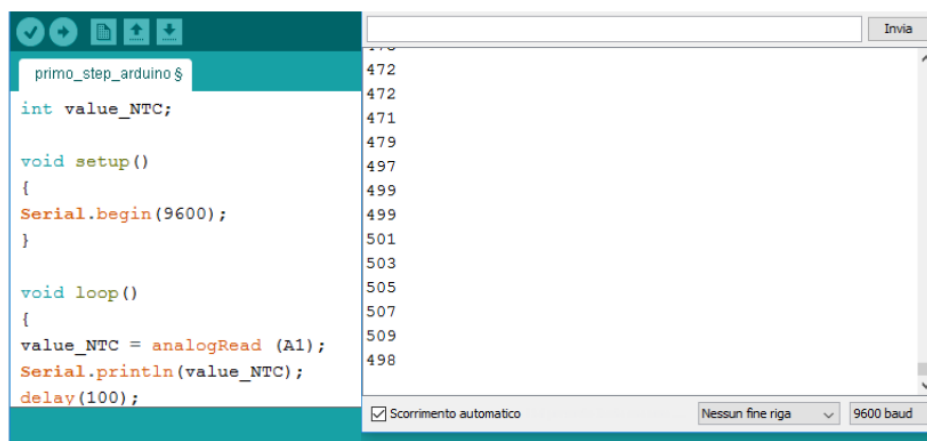 primo_step_arduino §
int value_NTC;
void setup()
{
Serial.begin(9600);
}
void loop()
{
value_NTC = analogRead (A1);
Serial.println(value_NTC);
delay(100);
Invia
472
472
471
479
497
499
499
501
503
505
507
509
498
Scorrimento automatico
Nessun fine riga
9600 baud